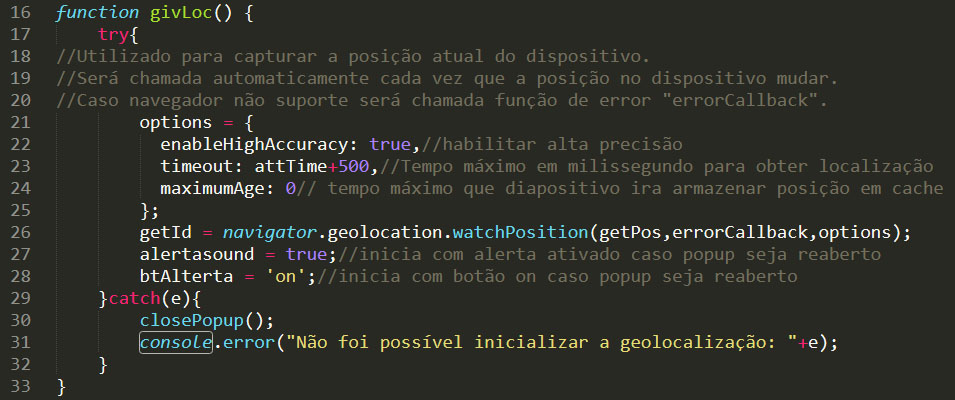 16 function givLoc() {
17     try{
18 //Utilizado para capturar a posição atual do dispositivo.
19 //Será chamada automaticamente cada vez que a posição no dispositivo mudar.
20 //Caso navegador não suporte será chamada função de error "errorCallback".
21         options = {
22           enableHighAccuracy: true,//habilitar alta precisão
23           timeout: attTime+500,//Tempo máximo em milissegundo para obter localização
24           maximumAge: 0// tempo máximo que diapositivo ira armazenar posição em cache
25         };
26         getId = navigator.geolocation.watchPosition(getPos,errorCallback,options);
27         alertasound = true;//inicia com alerta ativado caso popup seja reaberto
28         btAlterta = 'on';//inicia com botão on caso popup seja reaberto
29     }catch(e){
30         closePopup();
31         console.error("Não foi possível inicializar a geolocalização: "+e);
32     }
33 }